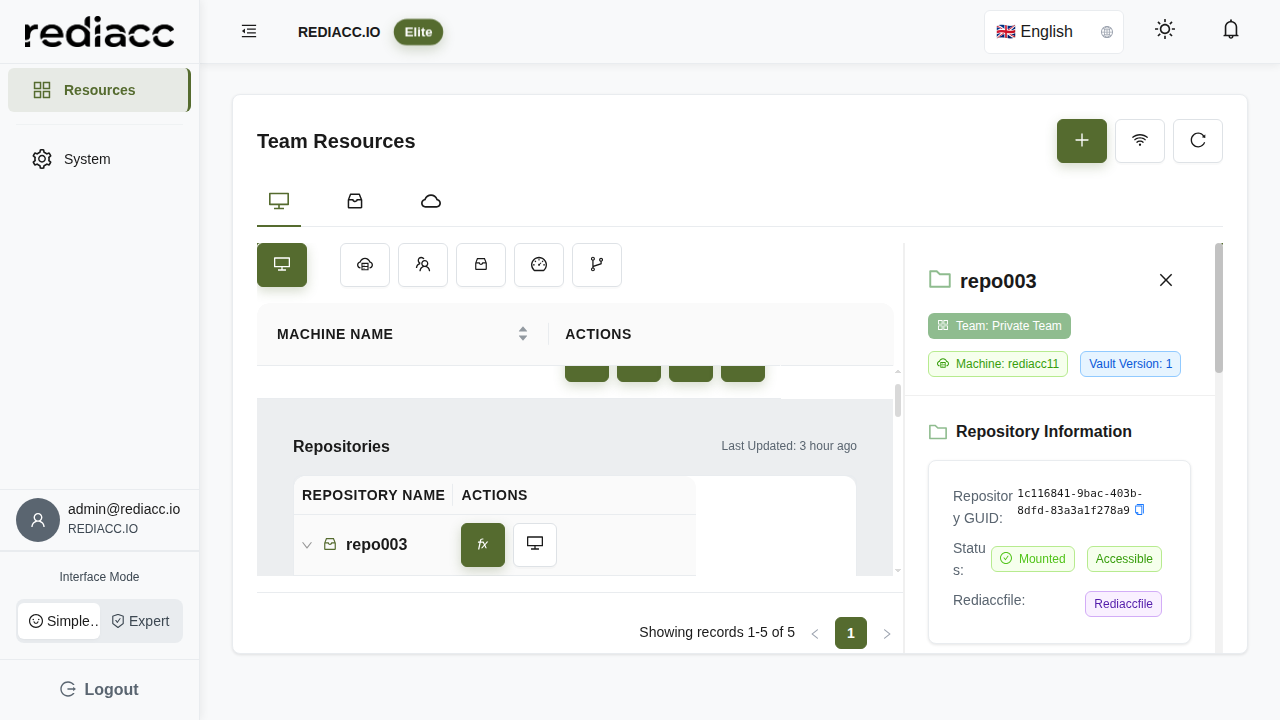 rediacc
REDIACC.IO
Elite
English
Resources
System
Team Resources
MACHINE NAME
ACTIONS
Repositories
Last Updated: 3 hour ago
REPOSITORY NAME
ACTIONS
repo003
fx
Showing records 1-5 of 5
1
repo003
Team: Private Team
Machine: rediacc11
Vault Version: 1
Repository Information
Repositor
y GUID:
1c116841-9bac-403b-
8dfd-83a3a1f278a9
Statu
s:
Mounted
Accessible
Rediaccfile:
Rediaccfile
admin@rediacc.io
REDIACC.IO
Interface Mode
Simple..
Expert
Logout